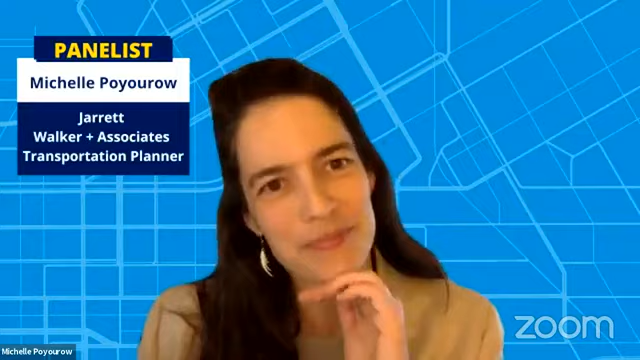 PANELIST
Michelle Poyourow
Jarrett
Walker + Associates
Transportation Planner
zoom
Michelle Poyourow